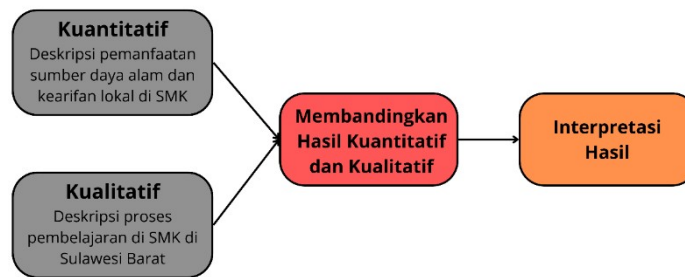 Kuantitatif
Deskripsi pemanfaatan
sumber daya alam dan
kearifan lokal di SMK
Kualitatif
Deskripsi proses
pembelajaran di SMK di
Sulawesi Barat
Membandingkan
Hasil Kuantitatif
dan Kualitatif
Interpretasi
Hasil